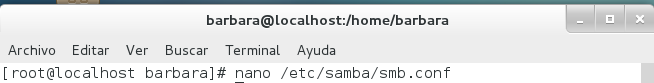 barbara@localhost:/home/barbara
Archivo Editar Ver Buscar Terminal Ayuda
[root@localhost barbara]# nano /etc/samba/smb.conf